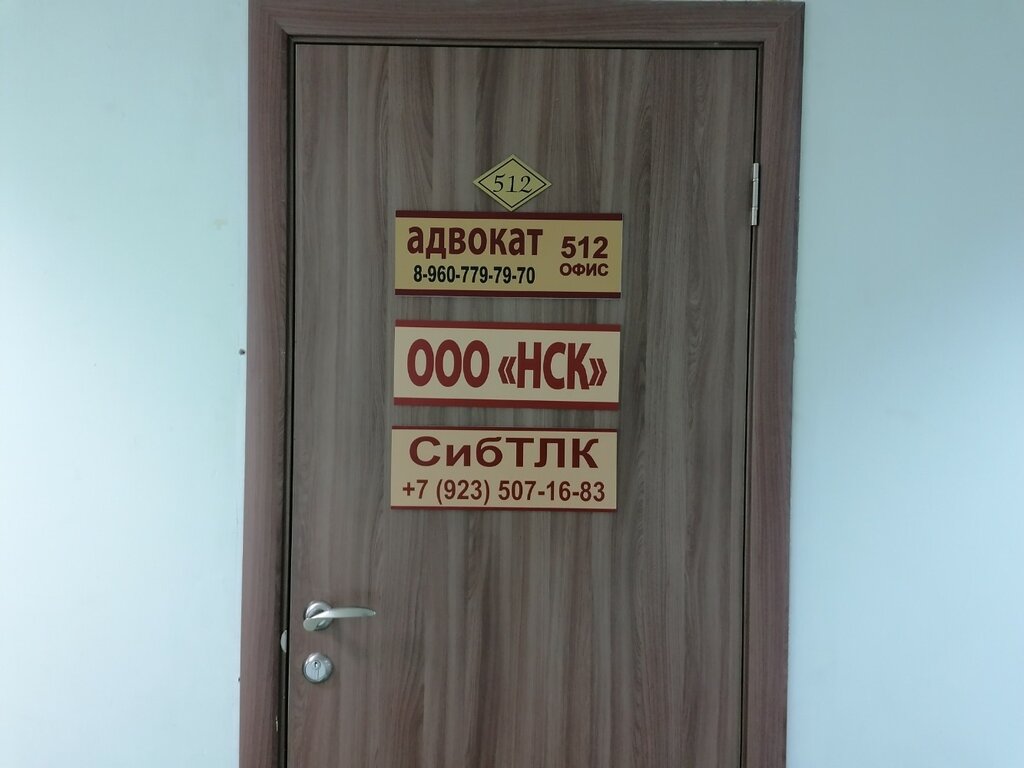 512
адвокат
8-960-779-79-70
512
ОФИС
ООО «НСК»
СибТЛК
+7 (923) 507-16-83